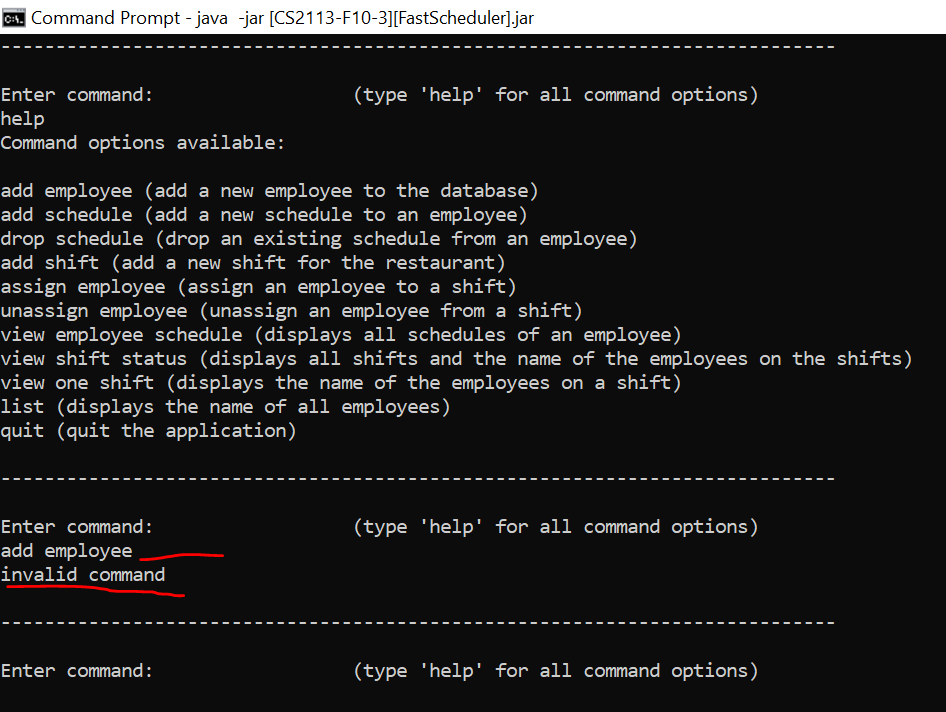 Command Prompt - java -jar [CS2113-F10-3][FastScheduler].jar
---------------------------------------------------------------------------
Enter command: (type 'help' for all command options)
help
Command options available:
add employee (add a new employee to the database)
add schedule (add a new schedule to an employee)
drop schedule (drop an existing schedule from an employee)
add shift (add a new shift for the restaurant)
assign employee (assign an employee to a shift)
unassign employee (unassign an employee from a shift)
view employee schedule (displays all schedules of an employee)
view shift status (displays all shifts and the name of the employees on the shifts)
view one shift (displays the name of the employees on a shift)
list (displays the name of all employees)
quit (quit the application)
---------------------------------------------------------------------------
Enter command: (type 'help' for all command options)
add employee
invalid command
---------------------------------------------------------------------------
Enter command: (type 'help' for all command options)